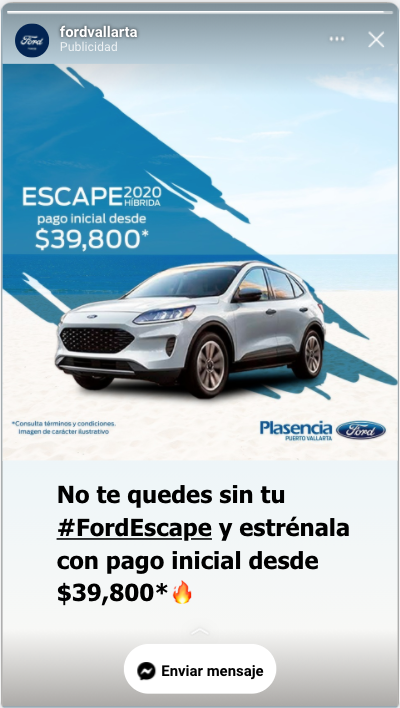 Ford
fordvallarta
Publicidad
ESCAPE 2020
HÍBRIDA
pago inicial desde
$39,800*
*Consulta términos y condiciones.
Imagen de carácter ilustrativo
Plasencia
PUERTO VALLARTA
Ford
No te quedes sin tu
#FordEscape y estrénala
con pago inicial desde
$39,800*🔥
Enviar mensaje